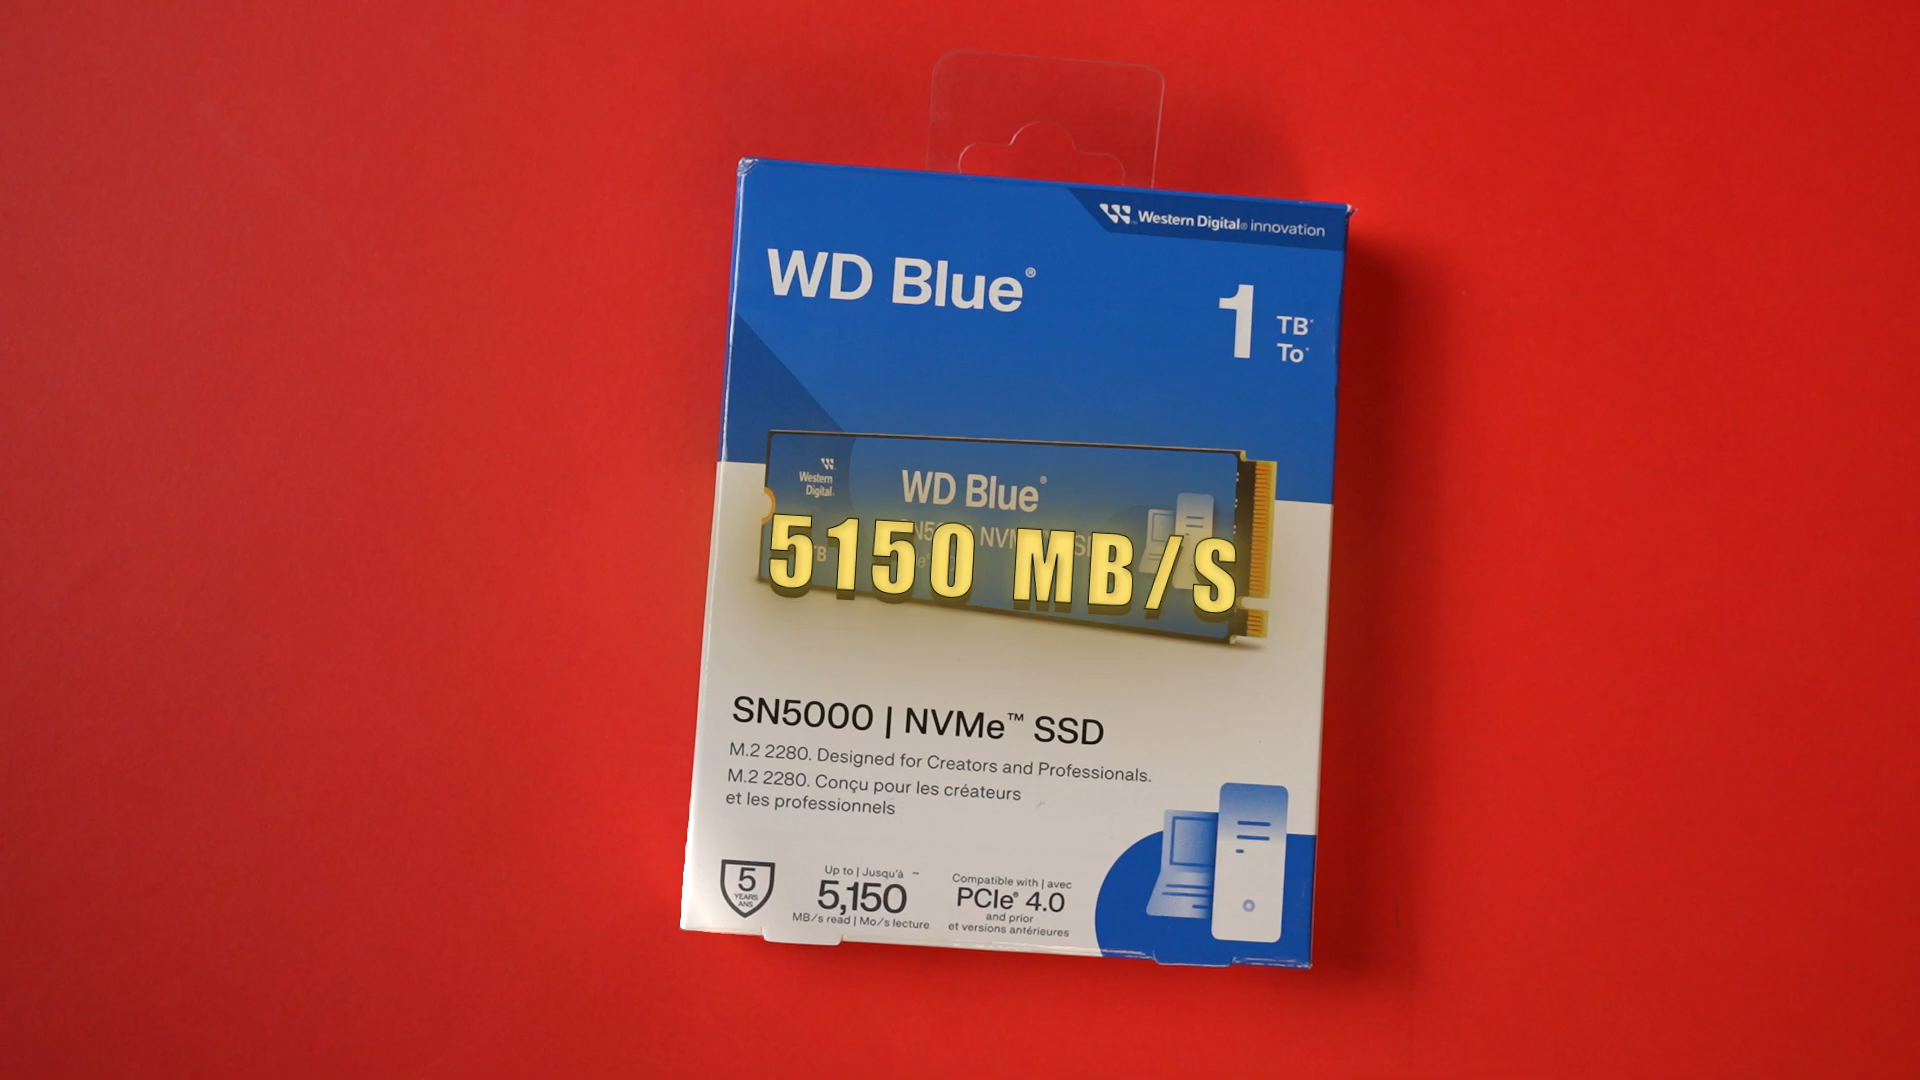 Western Digital® innovation
WD Blue®
1
TB*
To*
Western
Digital
WD Blue®
5150 MB/S
SN5000 | NVMe™ SSD
M.2 2280. Designed for Creators and Professionals.
M.2 2280. Conçu pour les créateurs
et les professionnels
5
YEARS
ANS
Up to | Jusqu'à
5,150
MB/s read | Mo/s lecture
Compatible with | avec
PCIe® 4.0
and prior
et versions antérieures